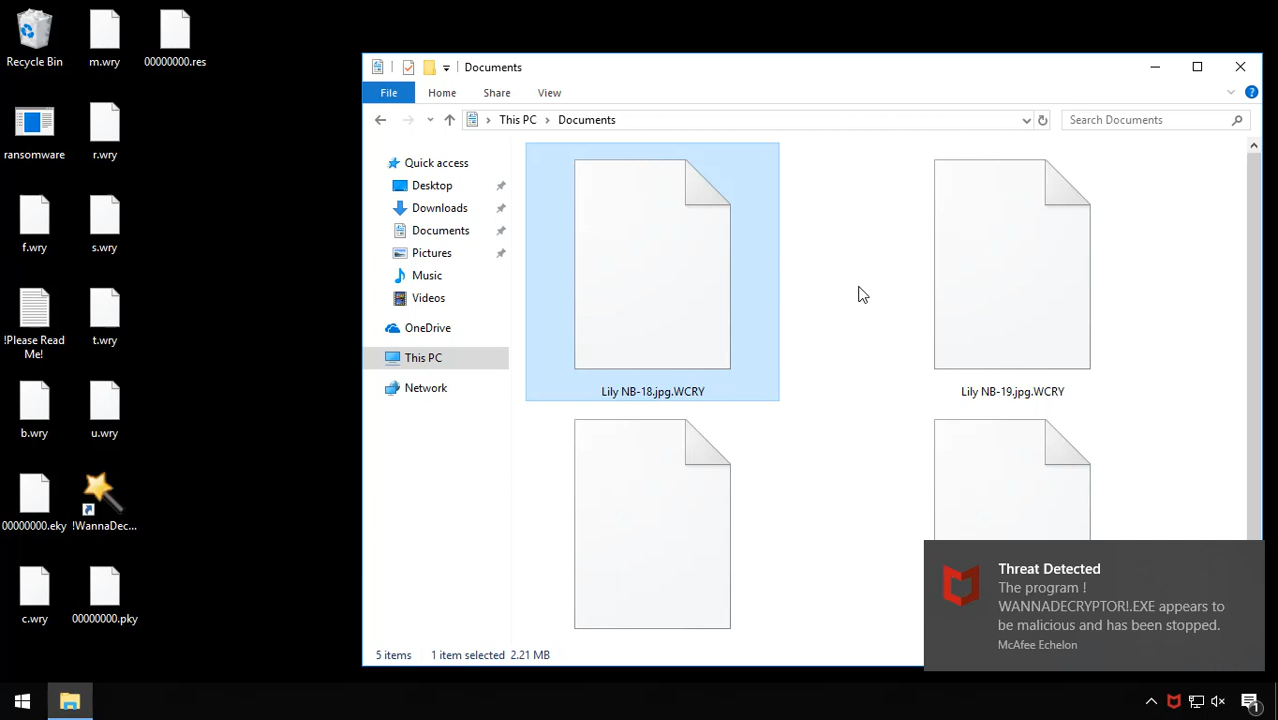 Recycle Bin
m.wry
00000000.res
ransomware
r.wry
f.wry
s.wry
!Please Read
Me!
t.wry
b.wry
u.wry
00000000.eky
!WannaDec...
c.wry
00000000.pky
Documents
File
Home
Share
View
This PC
Documents
Search Documents
Quick access
Desktop
Downloads
Documents
Pictures
Music
Videos
OneDrive
This PC
Network
Lily NB-18.jpg.WCRY
Lily NB-19.jpg.WCRY
5 items
1 item selected 2.21 MB
Threat Detected
The program !
WANNADECRYPTOR!.EXE appears to
be malicious and has been stopped.
McAfee Echelon
1